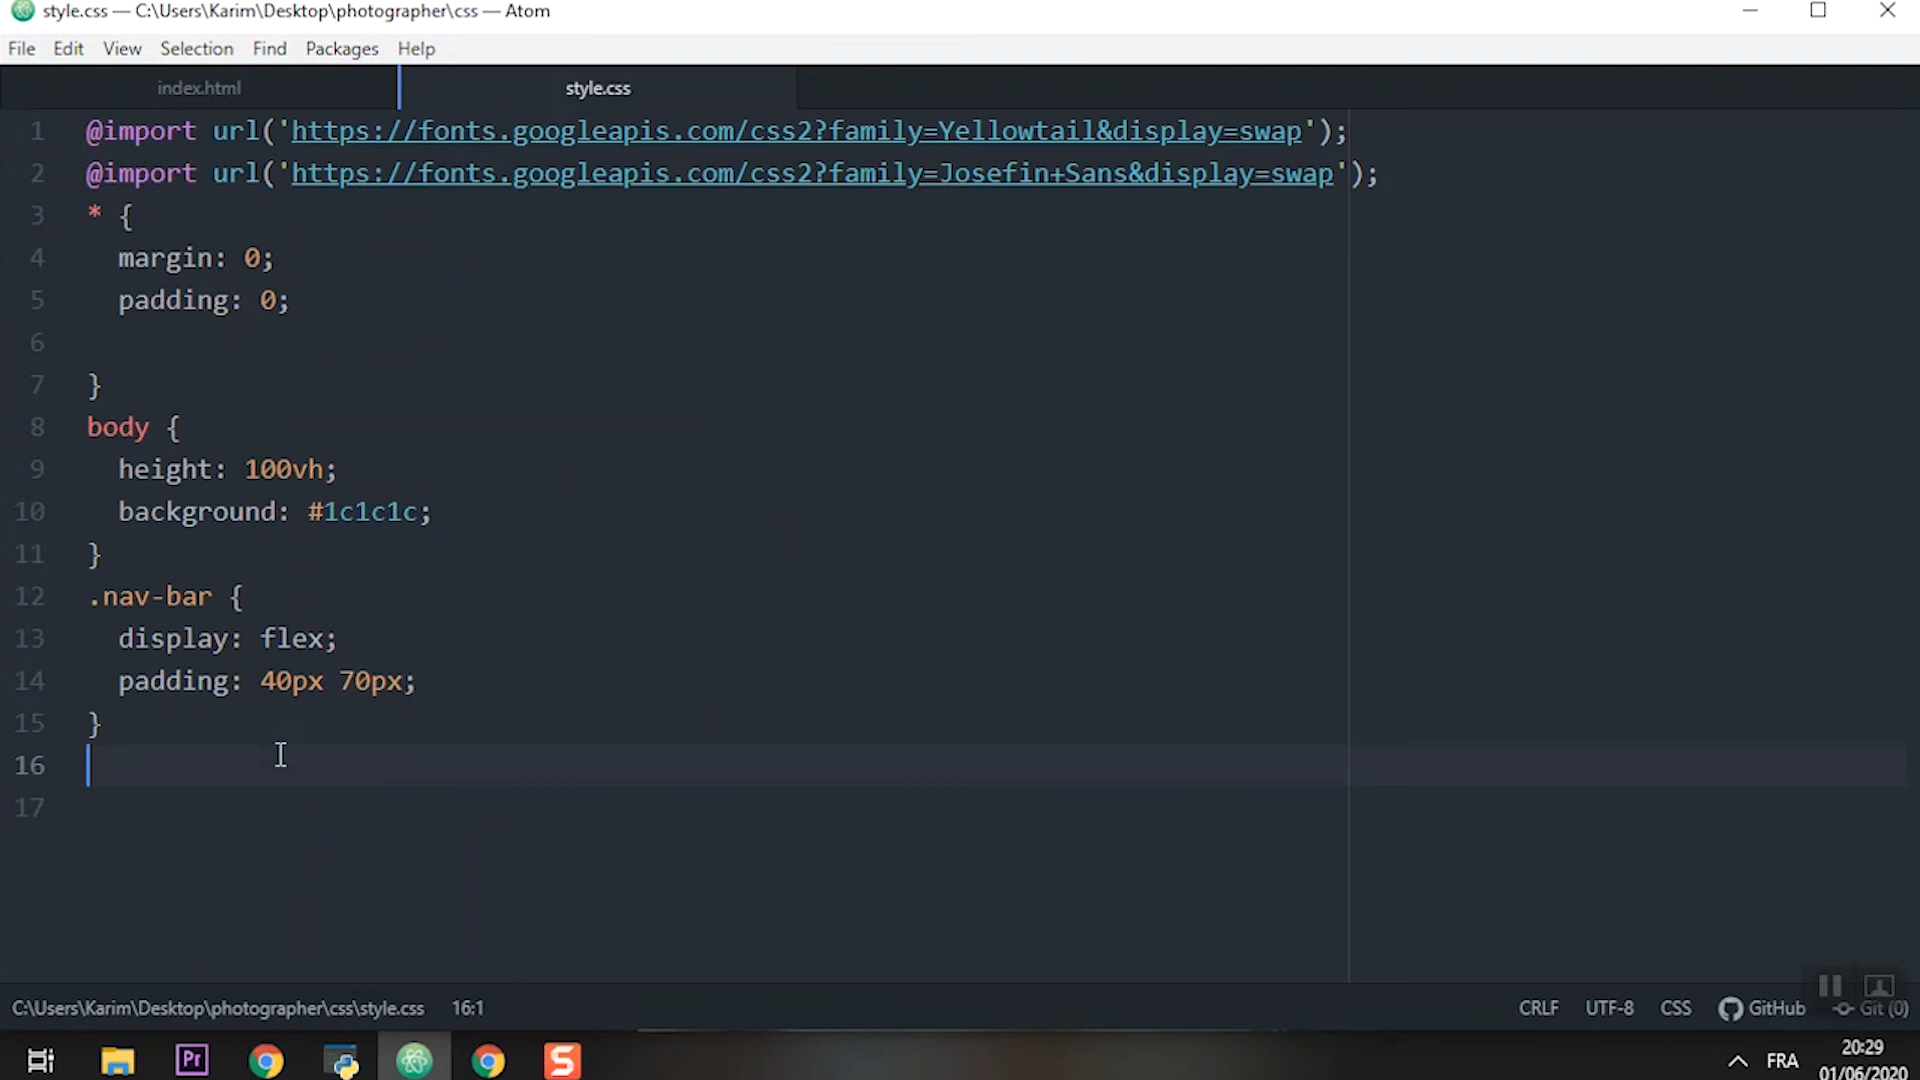 style.css — C:\Users\Karim\Desktop\photographer\css — Atom
File Edit View Selection Find Packages Help
index.html style.css
1 @import url('https://fonts.googleapis.com/css2?family=Yellowtail&display=swap');
2 @import url('https://fonts.googleapis.com/css2?family=Josefin+Sans&display=swap');
3 * {
4 margin: 0;
5 padding: 0;
6
7 }
8 body {
9 height: 100vh;
10 background: #1c1c1c;
11 }
12 .nav-bar {
13 display: flex;
14 padding: 40px 70px;
15 }
16
17
C:\Users\Karim\Desktop\photographer\css\style.css 16:1 CRLF UTF-8 CSS GitHub Git (0)
Pr S FRA 20:29
01/06/2020